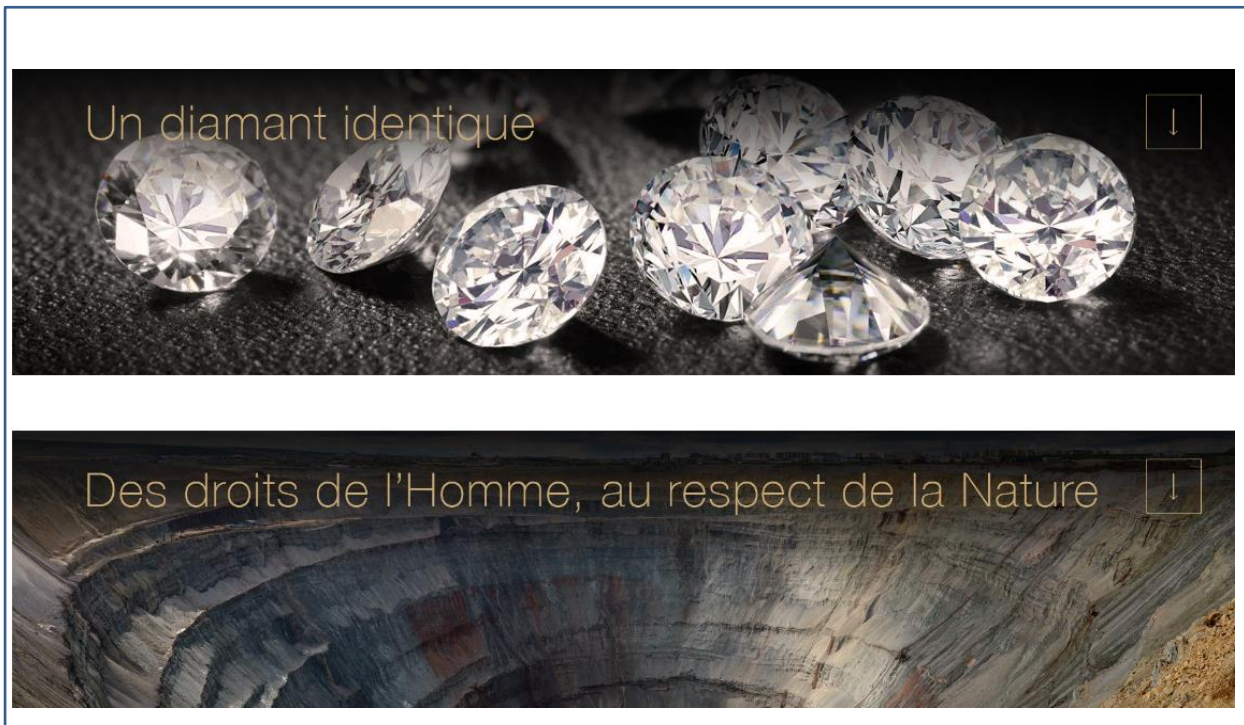 Un diamant identique
Des droits de l'Homme, au respect de la Nature